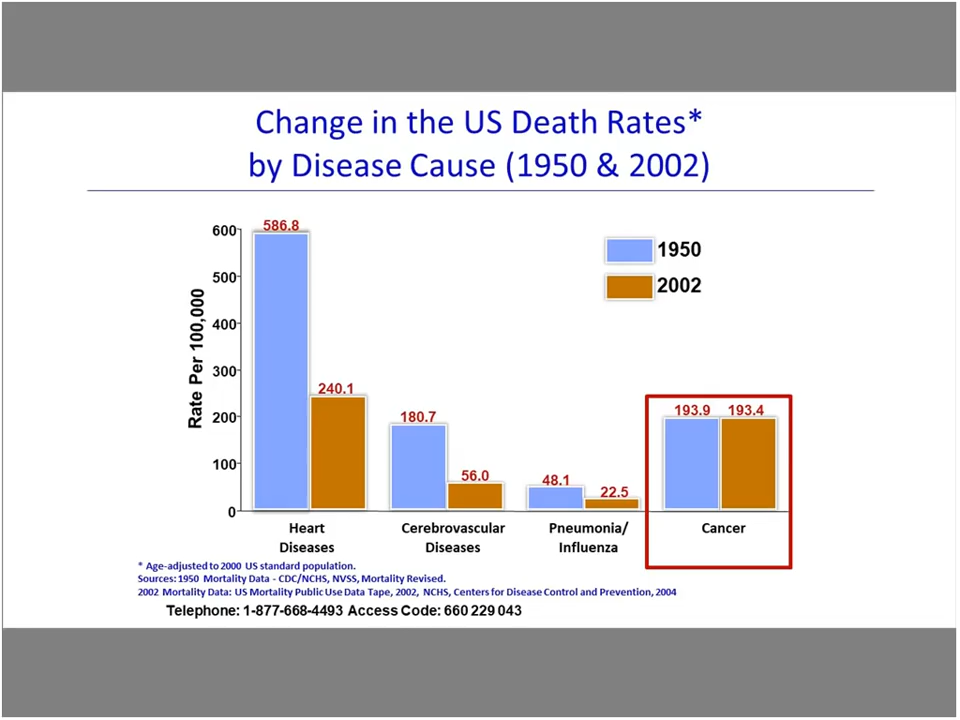 Change in the US Death Rates*
by Disease Cause (1950 & 2002)
1950
2002
Rate Per 100,000
600
500
400
300
200
100
0
586.8
240.1
180.7
56.0
48.1
22.5
193.9
193.4
Heart
Diseases
Cerebrovascular
Diseases
Pneumonia/
Influenza
Cancer
* Age-adjusted to 2000 US standard population.
Sources: 1950 Mortality Data - CDC/NCHS, NVSS, Mortality Revised.
2002 Mortality Data: US Mortality Public Use Data Tape, 2002, NCHS, Centers for Disease Control and Prevention, 2004
Telephone: 1-877-668-4493 Access Code: 660 229 043